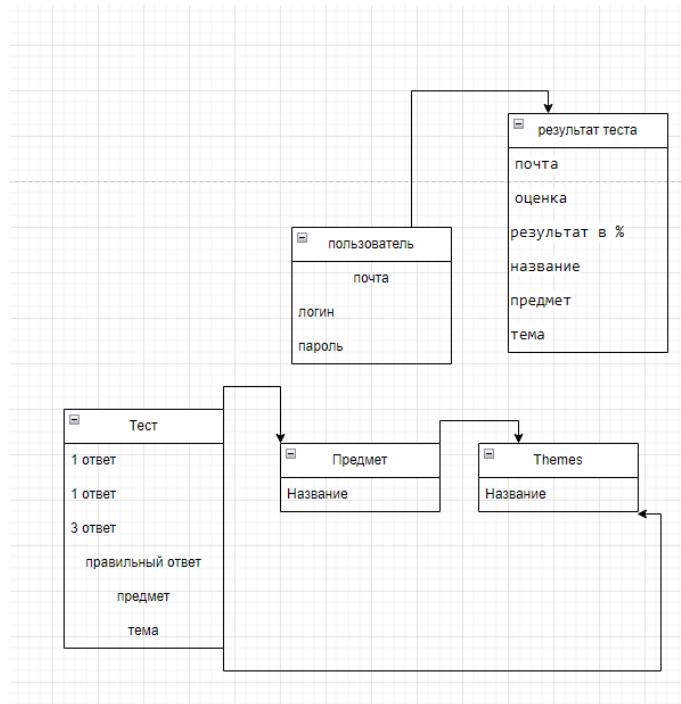 результат теста
почта
оценка
результат в %
название
предмет
тема
пользователь
почта
логин
пароль
Тест
1 ответ
1 ответ
3 ответ
правильный ответ
предмет
тема
Предмет
Название
Themes
Название